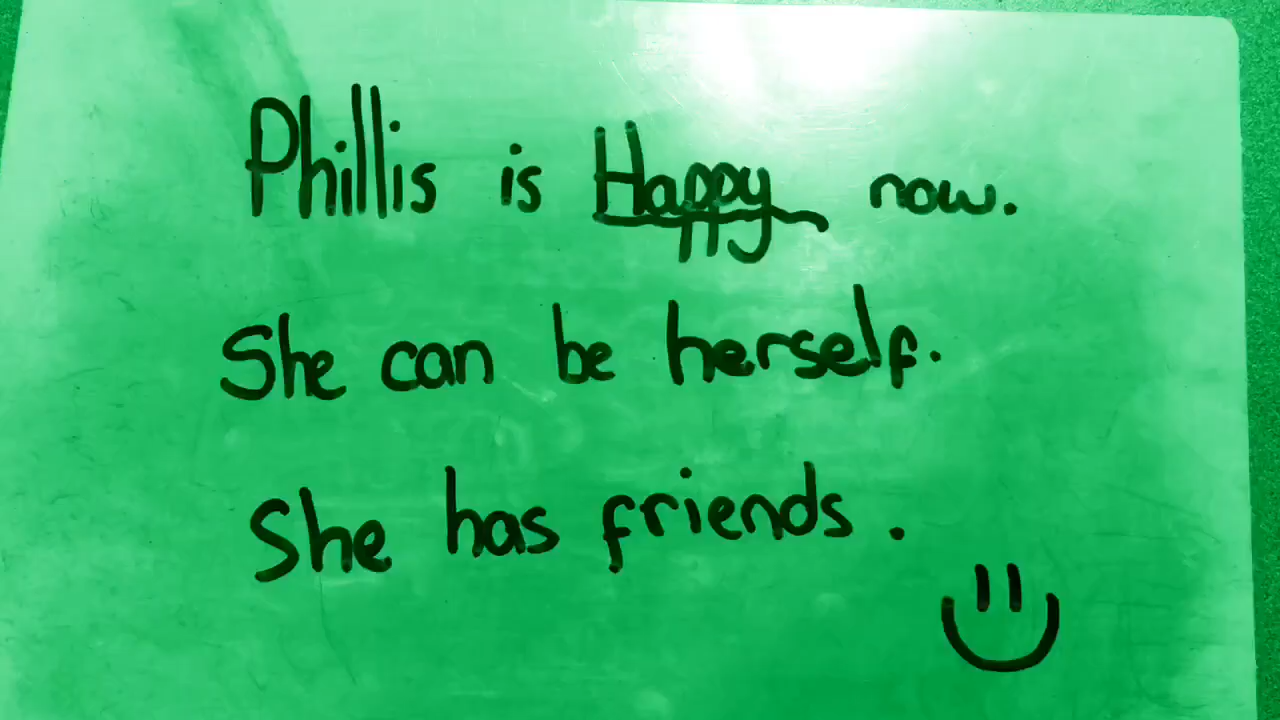 Phillis is Happy now.
She can be herself.
She has friends.